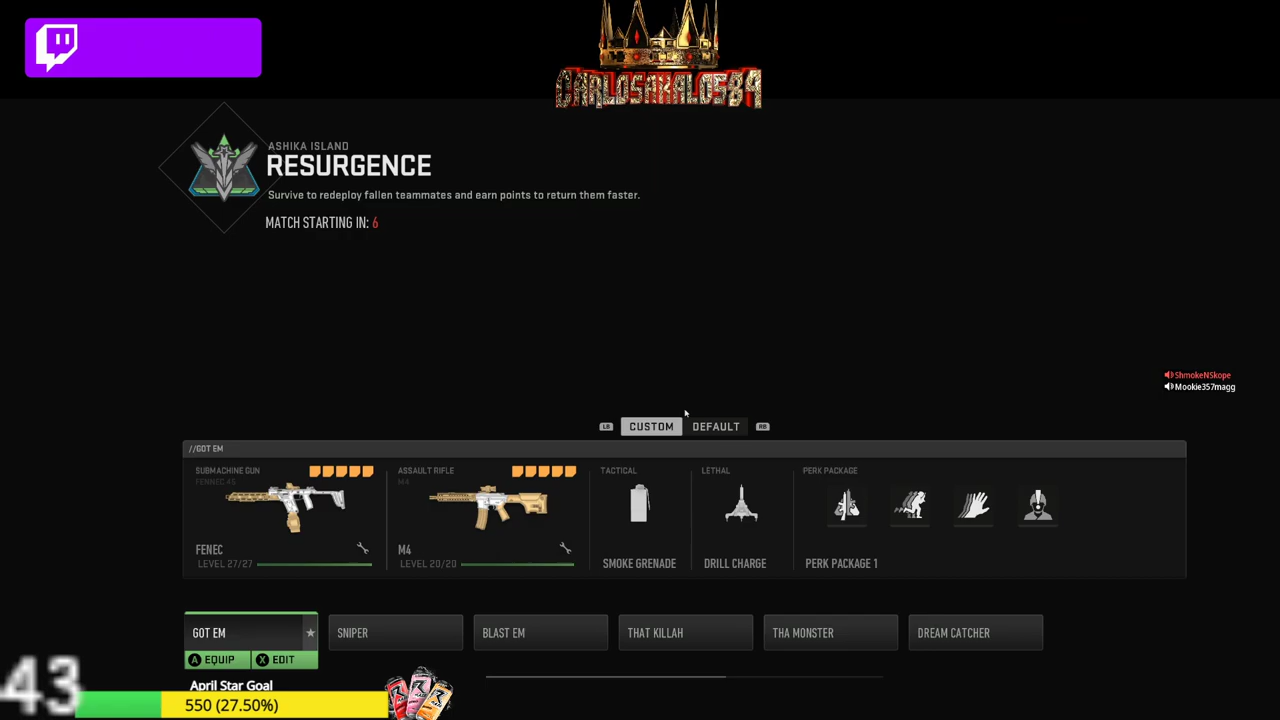 CARLOSAKALOS84
ASHIKA ISLAND
RESURGENCE
Survive to redeploy fallen teammates and earn points to return them faster.
MATCH STARTING IN: 6
ShmokeNSkope
Mookie357magg
LB CUSTOM DEFAULT RB
//GOT EM
SUBMACHINE GUN
FENNEC 45
FENEC
LEVEL 27/27
ASSAULT RIFLE
M4
M4
LEVEL 20/20
TACTICAL
SMOKE GRENADE
LETHAL
DRILL CHARGE
PERK PACKAGE
PERK PACKAGE 1
GOT EM
SNIPER
BLAST EM
THAT KILLAH
THA MONSTER
DREAM CATCHER
A EQUIP X EDIT
43
April Star Goal
550 (27.50%)